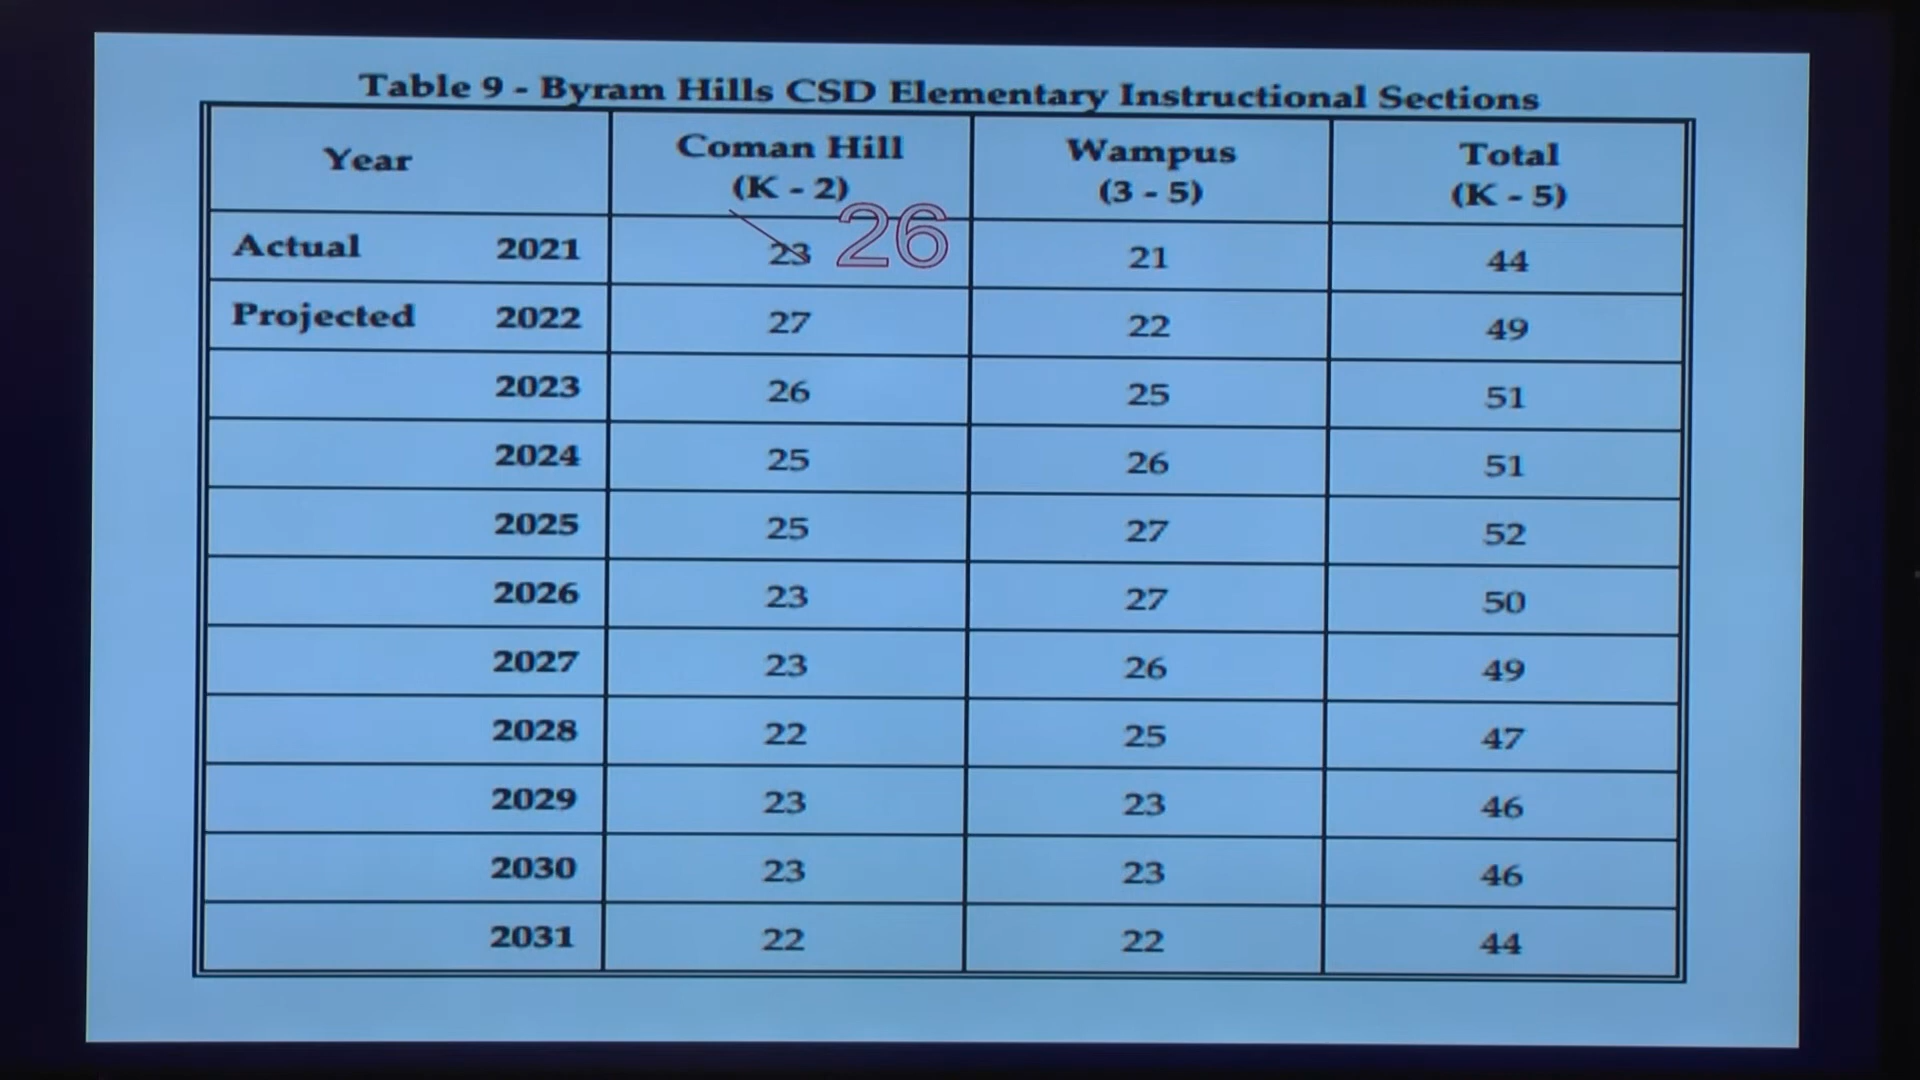 Table 9 - Byram Hills CSD Elementary Instructional Sections
Year Coman Hill (K - 2) Wampus (3 - 5) Total (K - 5)
Actual 2021 23 26 21 44
Projected 2022 27 22 49
2023 26 25 51
2024 25 26 51
2025 25 27 52
2026 23 27 50
2027 23 26 49
2028 22 25 47
2029 23 23 46
2030 23 23 46
2031 22 22 44